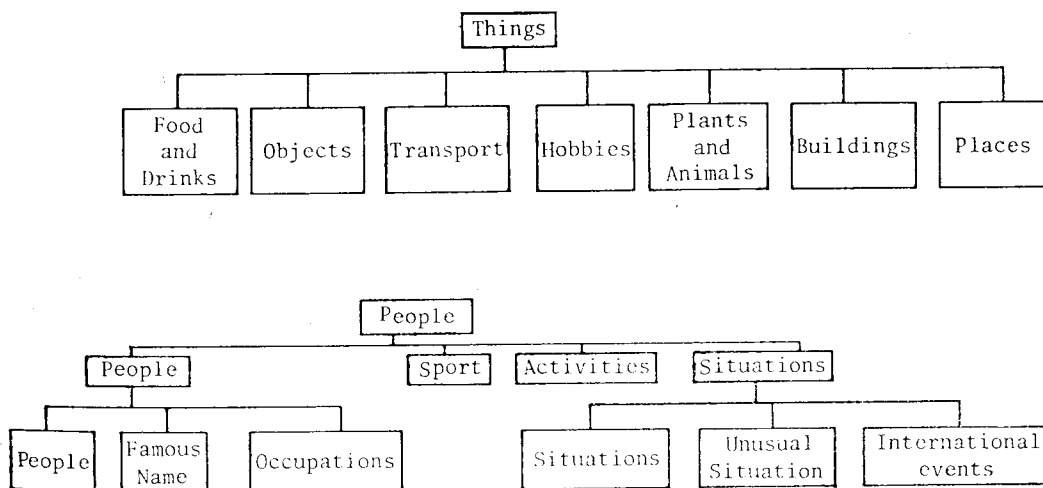 Things
Food and Drinks
Objects
Transport
Hobbies
Plants and Animals
Buildings
Places
People
People
Sport
Activities
Situations
People
Famous Name
Occupations
Situations
Unusual Situation
International events